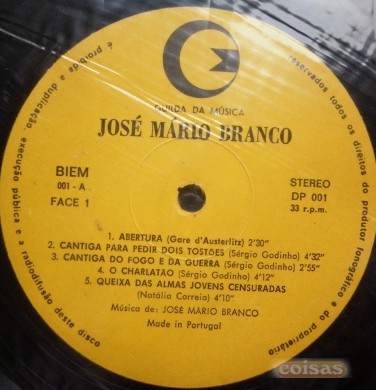 GUILDA DA MÚSICA
JOSÉ MÁRIO BRANCO
BIEM
001 - A
FACE 1
STEREO
DP 001
33 r.p.m.
1. ABERTURA (Gare d'Austerlitz) 2'30"
2. CANTIGA PARA PEDIR DOIS TOSTÕES (Sérgio Godinho) 4'32"
3. CANTIGA DO FOGO E DA GUERRA (Sérgio Godinho) 2'55"
4. O CHARLATÃO (Sérgio Godinho) 4'12"
5. QUEIXA DAS ALMAS JOVENS CENSURADAS
(Natália Correia) 4'10"
Música de: JOSÉ MÁRIO BRANCO
Made in Portugal
reservados todos os direitos do produtor fonográfico e do proprietário
é proibida a duplicação, execução pública e a radiodifusão deste disco
coisas